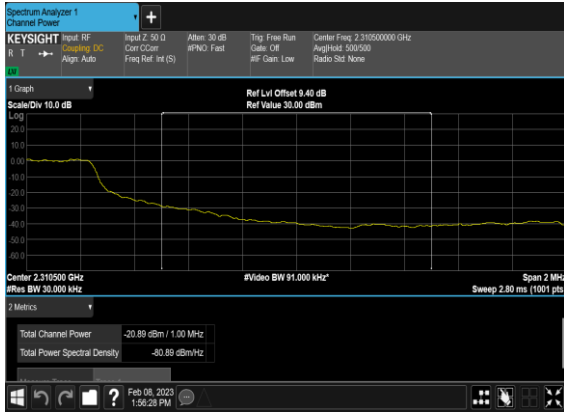 Spectrum Analyzer 1
Channel Power
+
KEYSIGHT Input: RF Input Z: 50 Ω Atten: 30 dB Trig: Free Run Center Freq: 2.310500000 GHz
R T Coupling: DC Corr CCorr #PNO: Fast Gate: Off Avg|Hold: 500/500
Align: Auto Freq Ref: Int (S) #IF Gain: Low Radio Std: None
LXI
1 Graph
Ref Lvl Offset 9.40 dB
Scale/Div 10.0 dB Ref Value 30.00 dBm
Log
20.0
10.0
0.00
-10.0
-20.0
-30.0
-40.0
-50.0
-60.0
Center 2.310500 GHz #Video BW 91.000 kHz* Span 2 MHz
#Res BW 30.000 kHz Sweep 2.80 ms (1001 pts
2 Metrics
Total Channel Power -20.89 dBm / 1.00 MHz
Total Power Spectral Density -80.89 dBm/Hz
?
Feb 08, 2023
1:56:28 PM